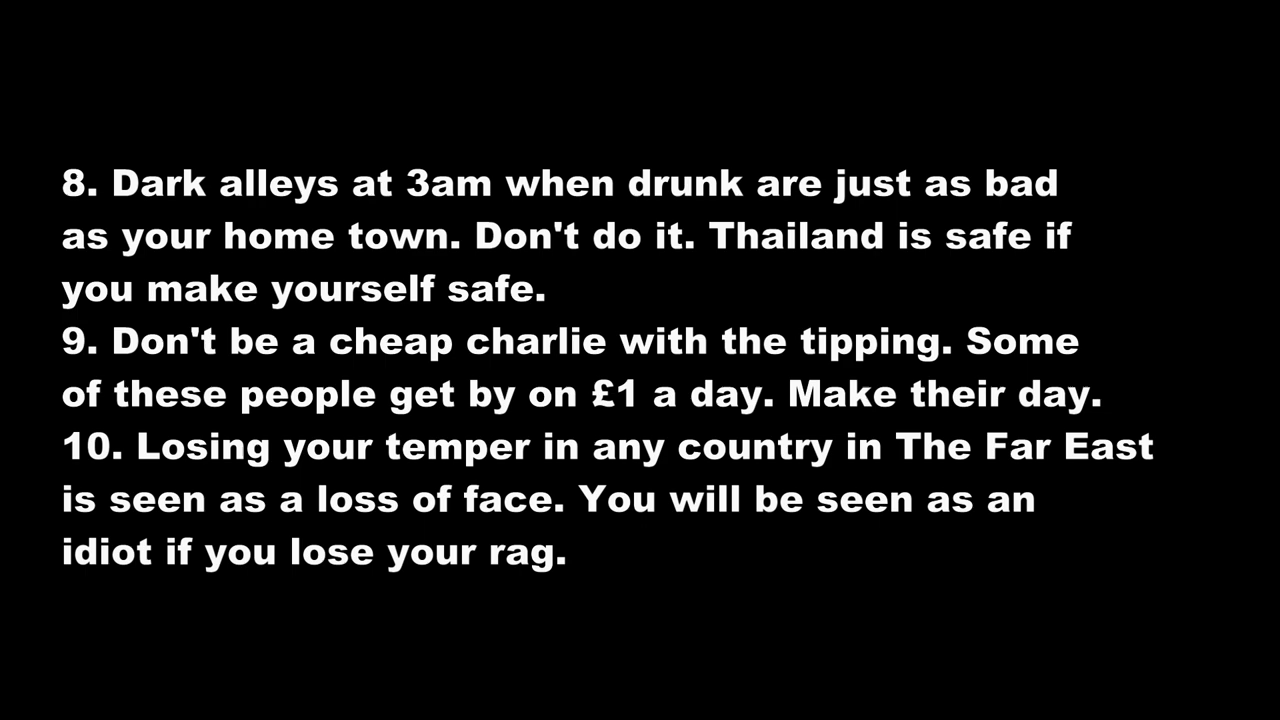 8. Dark alleys at 3am when drunk are just as bad
as your home town. Don't do it. Thailand is safe if
you make yourself safe.
9. Don't be a cheap charlie with the tipping. Some
of these people get by on £1 a day. Make their day.
10. Losing your temper in any country in The Far East
is seen as a loss of face. You will be seen as an
idiot if you lose your rag.